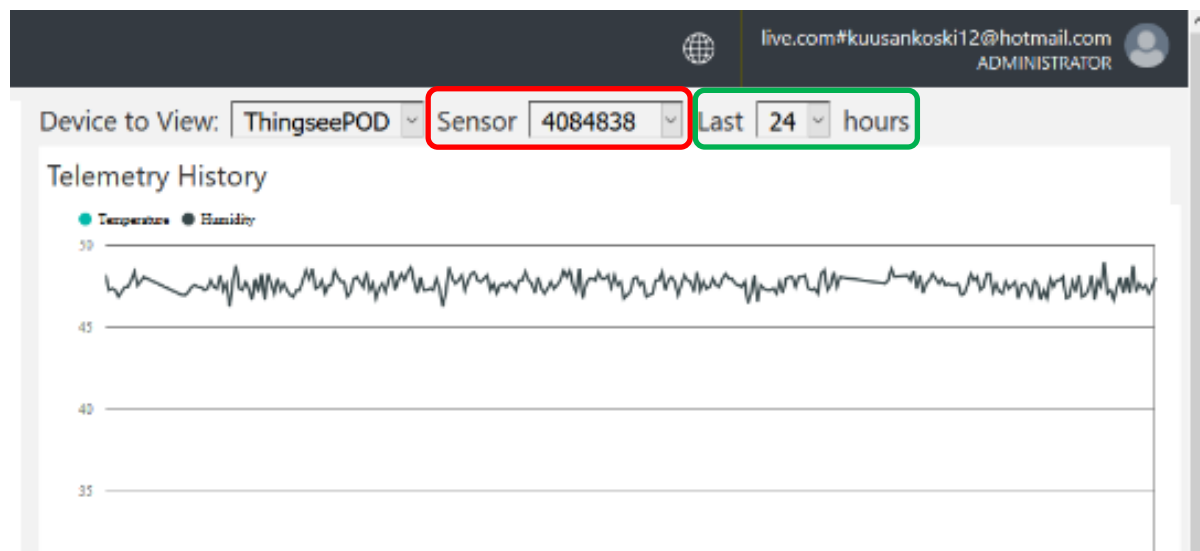 live.com#kuusankoski12@hotmail.com
ADMINISTRATOR
Device to View: ThingseePOD Sensor 4084838 Last 24 hours
Telemetry History
Temperature Humidity
50
45
40
35